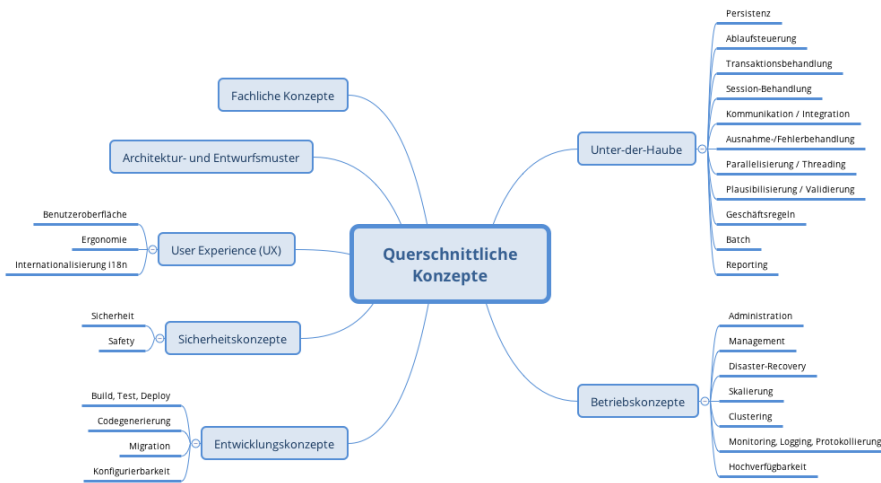 Querschnittliche
Konzepte
Fachliche Konzepte
Architektur- und Entwurfsmuster
User Experience (UX)
Benutzeroberfläche
Ergonomie
Internationalisierung i18n
Sicherheitskonzepte
Sicherheit
Safety
Entwicklungskonzepte
Build, Test, Deploy
Codegenerierung
Migration
Konfigurierbarkeit
Unter-der-Haube
Persistenz
Ablaufsteuerung
Transaktionsbehandlung
Session-Behandlung
Kommunikation / Integration
Ausnahme-/Fehlerbehandlung
Parallelisierung / Threading
Plausibilisierung / Validierung
Geschäftsregeln
Batch
Reporting
Betriebskonzepte
Administration
Management
Disaster-Recovery
Skalierung
Clustering
Monitoring, Logging, Protokollierung
Hochverfügbarkeit